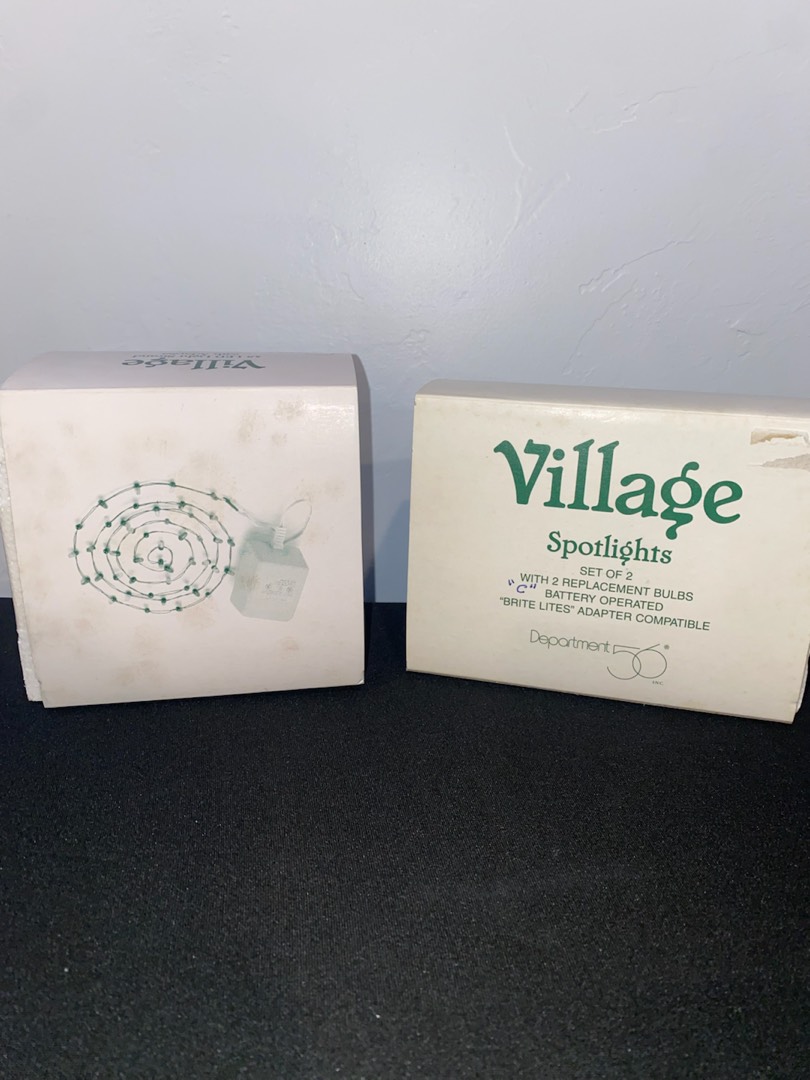 Village
Village
Spotlights
SET OF 2
WITH 2 REPLACEMENT BULBS
"C" BATTERY OPERATED
"BRITE LITES" ADAPTER COMPATIBLE
Department 56®
INC.